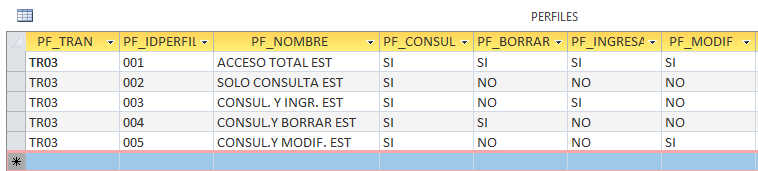 PERFILES
PF_TRAN PF_IDPERFIL PF_NOMBRE PF_CONSUL PF_BORRAR PF_INGRESA PF_MODIF
TR03 001 ACCESO TOTAL EST SI SI SI SI
TR03 002 SOLO CONSULTA EST SI NO NO NO
TR03 003 CONSUL. Y INGR. EST SI NO SI NO
TR03 004 CONSUL.Y BORRAR EST SI SI NO NO
TR03 005 CONSUL.Y MODIF. EST SI NO NO SI